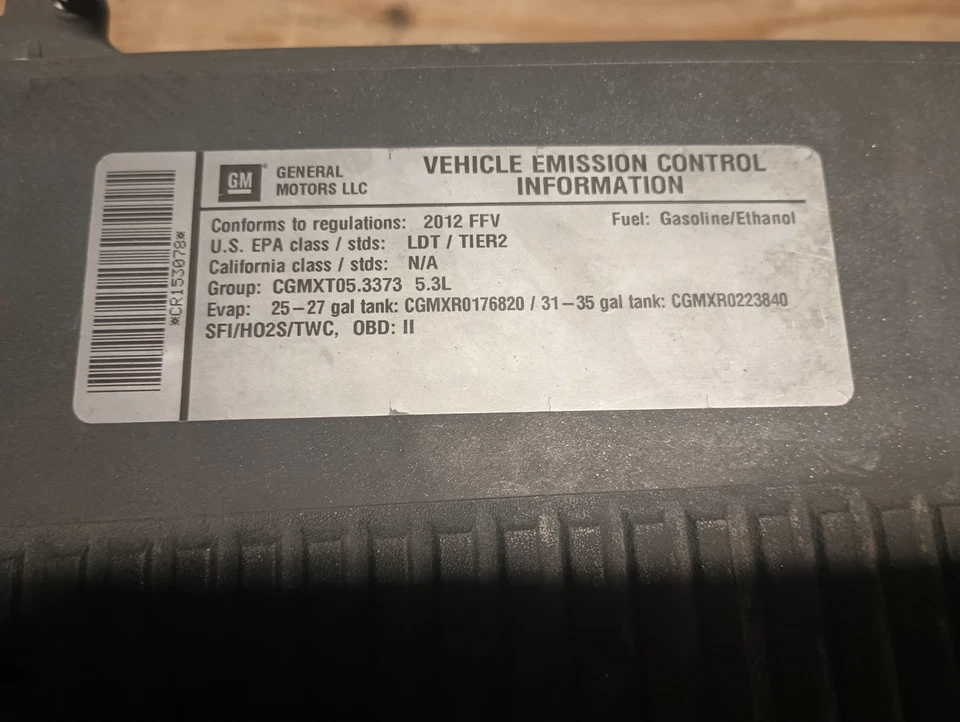 *CR153078*
GM
GENERAL
MOTORS LLC
VEHICLE EMISSION CONTROL
INFORMATION
Conforms to regulations: 2012 FFV Fuel: Gasoline/Ethanol
U.S. EPA class / stds: LDT / TIER2
California class / stds: N/A
Group: CGMXT05.3373 5.3L
Evap: 25-27 gal tank: CGMXR0176820 / 31-35 gal tank: CGMXR0223840
SFI/HO2S/TWC, OBD: II